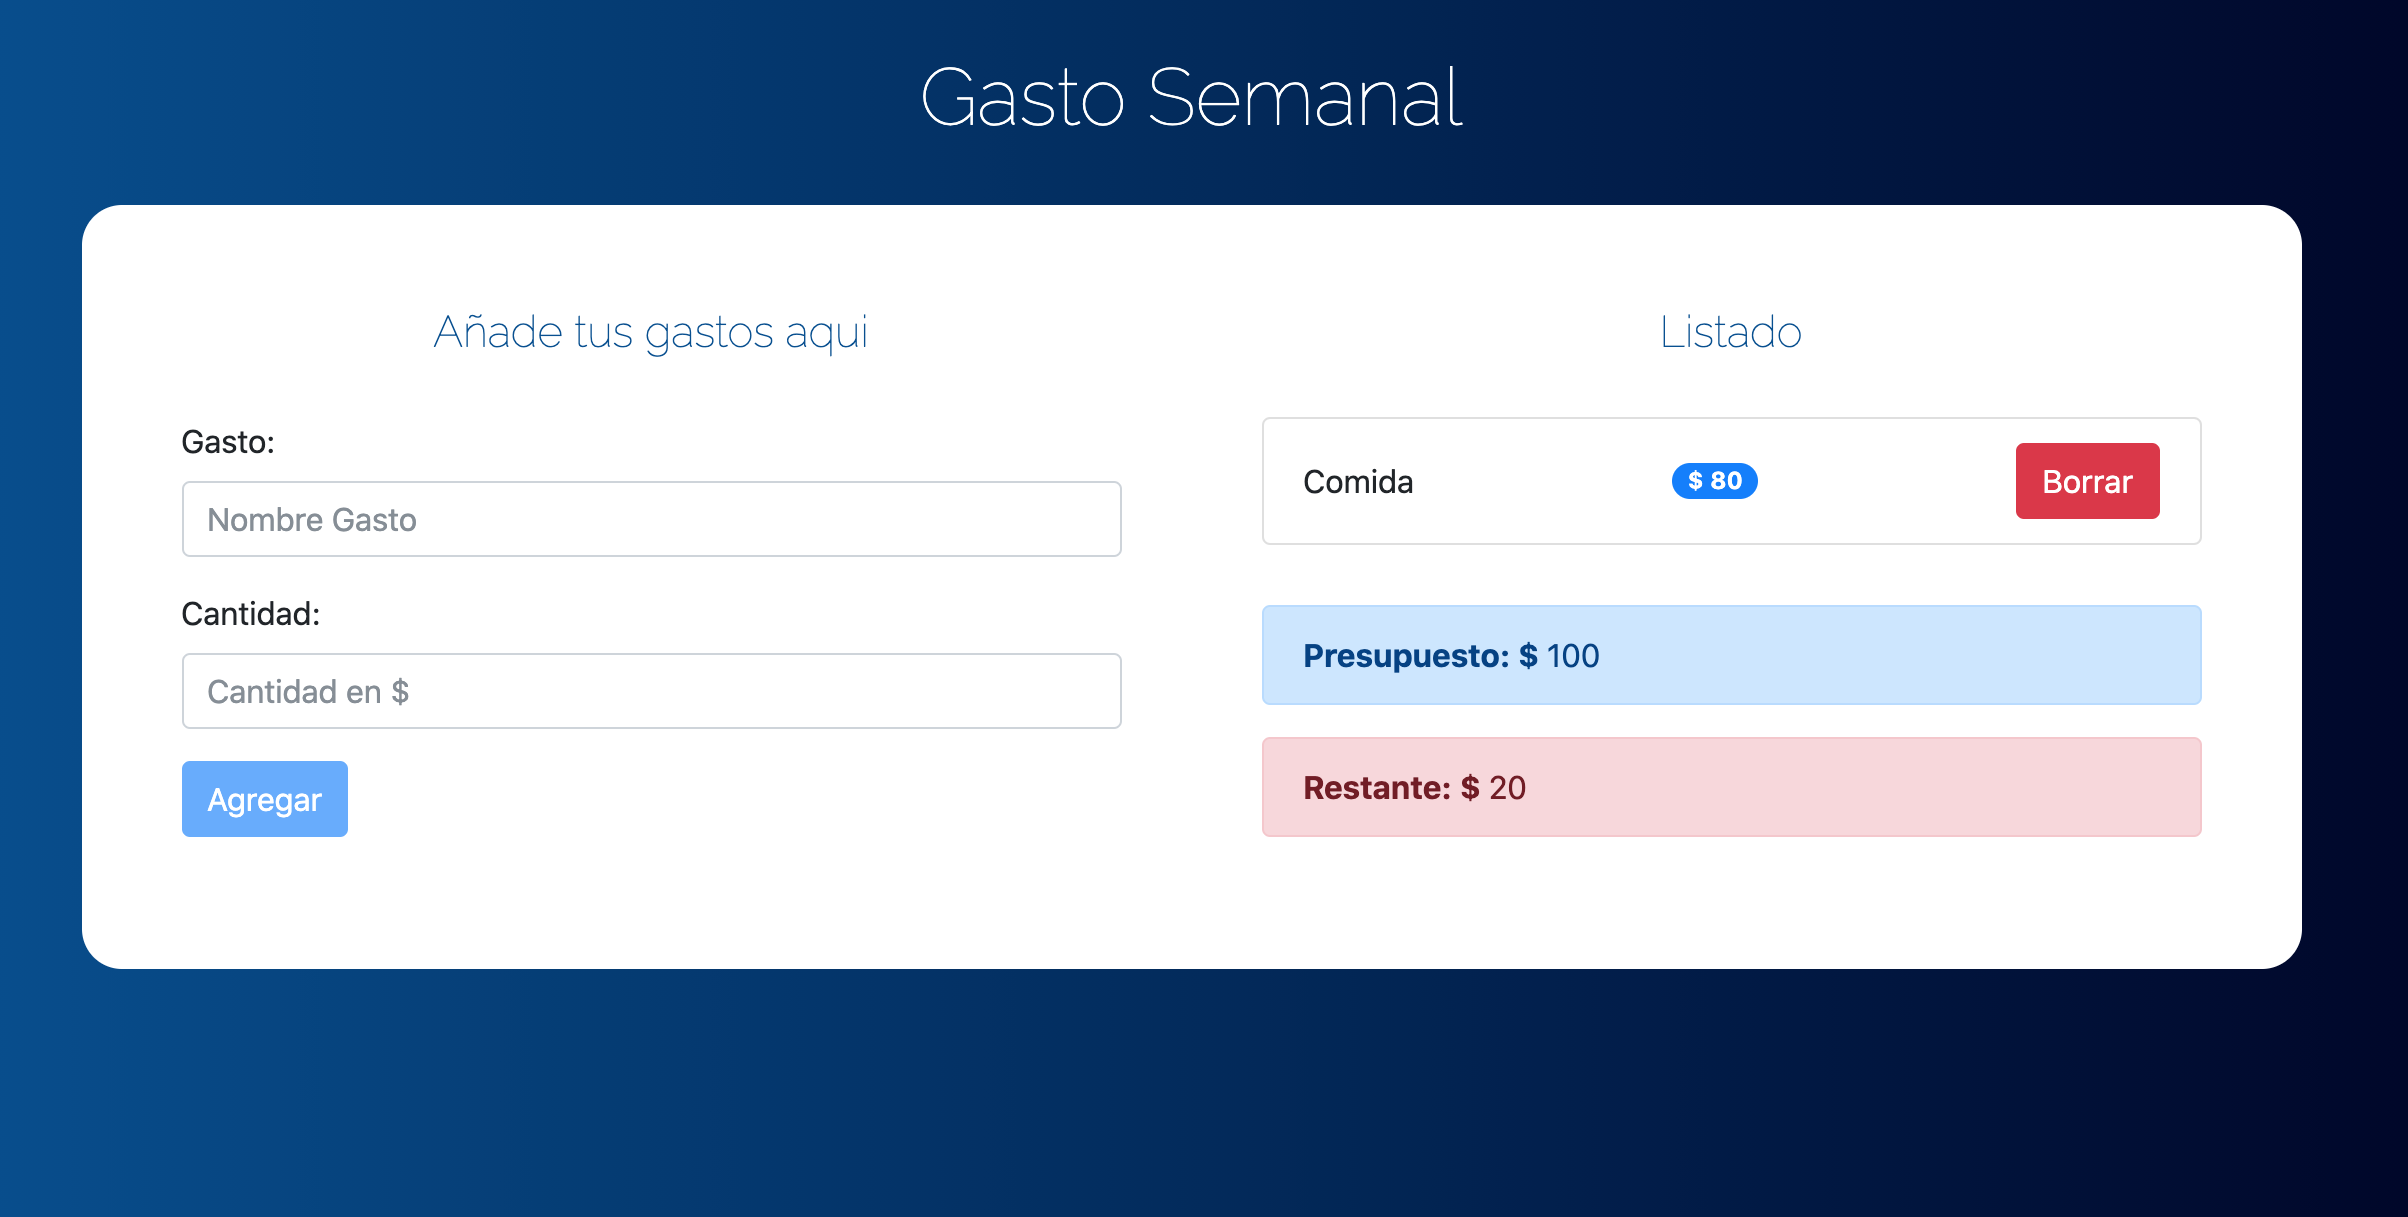 Gasto Semanal
Añade tus gastos aqui
Gasto:
Nombre Gasto
Cantidad:
Cantidad en $
Agregar
Listado
Comida
$ 80
Borrar
Presupuesto: $ 100
Restante: $ 20